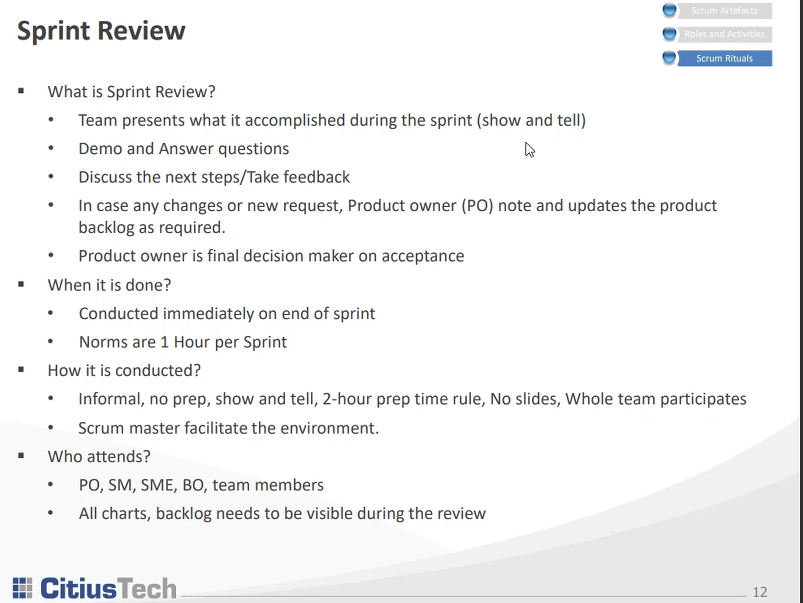 Sprint Review
Scrum Artefacts
Roles and Activities
Scrum Rituals
▪ What is Sprint Review?
• Team presents what it accomplished during the sprint (show and tell)
• Demo and Answer questions
• Discuss the next steps/Take feedback
• In case any changes or new request, Product owner (PO) note and updates the product
backlog as required.
• Product owner is final decision maker on acceptance
▪ When it is done?
• Conducted immediately on end of sprint
• Norms are 1 Hour per Sprint
▪ How it is conducted?
• Informal, no prep, show and tell, 2-hour prep time rule, No slides, Whole team participates
• Scrum master facilitate the environment.
▪ Who attends?
• PO, SM, SME, BO, team members
• All charts, backlog needs to be visible during the review
CitiusTech
12